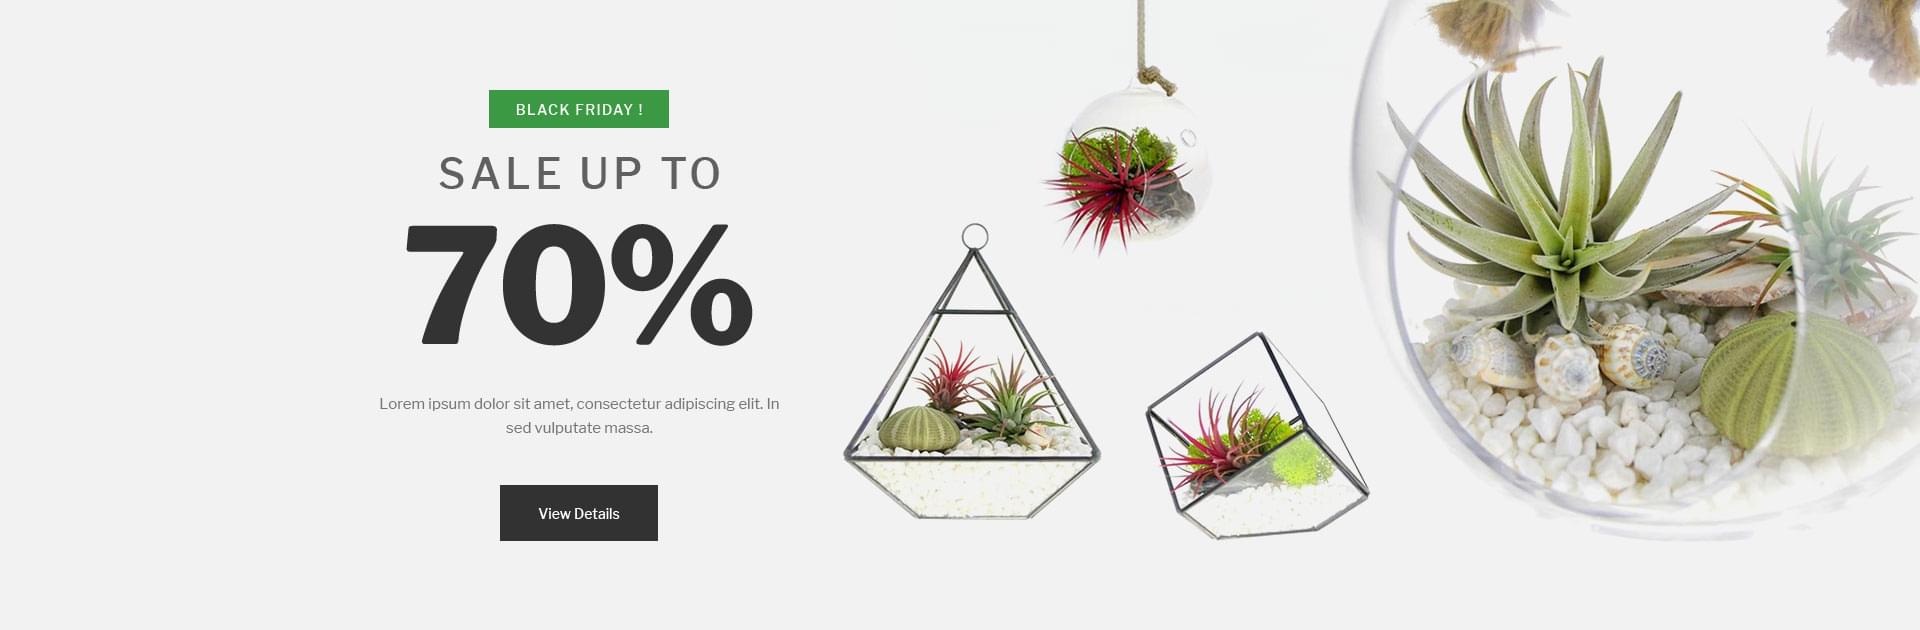 BLACK FRIDAY !
SALE UP TO
70%
Lorem ipsum dolor sit amet, consectetur adipiscing elit. In
sed vulputate massa.
View Details